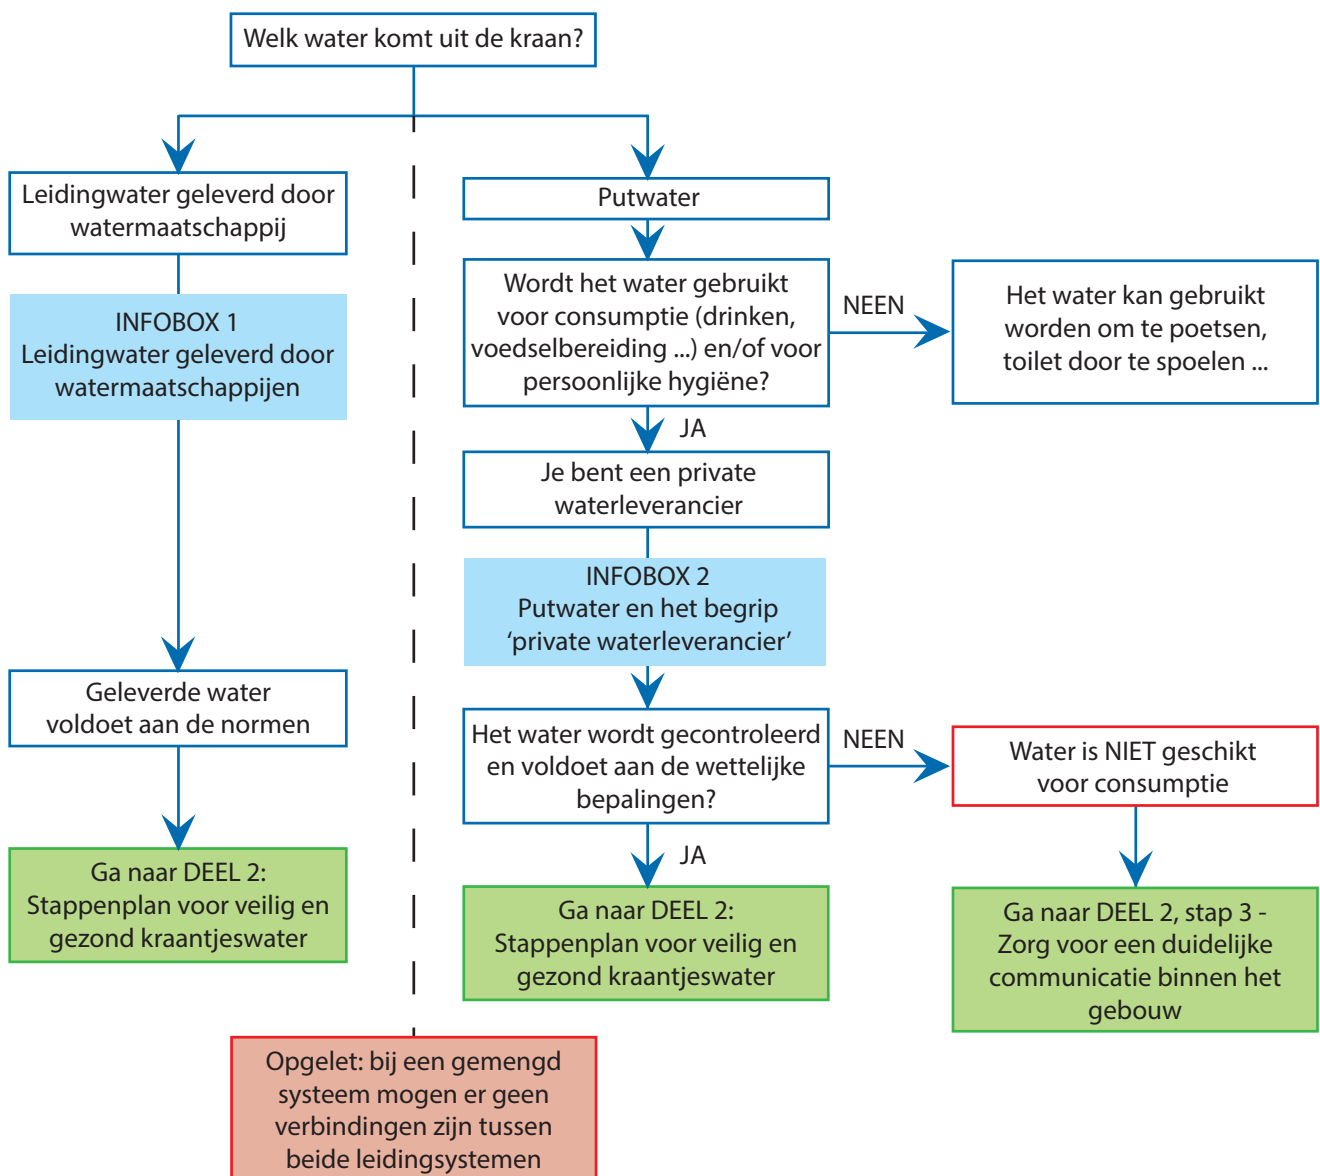 Welk water komt uit de kraan?
Leidingwater geleverd door
watermaatschappij
INFOBOX 1
Leidingwater geleverd door
watermaatschappijen
Geleverde water
voldoet aan de normen
Ga naar DEEL 2:
Stappenplan voor veilig en
gezond kraantjeswater
Putwater
Wordt het water gebruikt
voor consumptie (drinken,
voedselbereiding ...) en/of voor
persoonlijke hygiëne?
NEEN
Het water kan gebruikt
worden om te poetsen,
toilet door te spoelen ...
JA
Je bent een private
waterleverancier
INFOBOX 2
Putwater en het begrip
‘private waterleverancier’
Het water wordt gecontroleerd
en voldoet aan de wettelijke
bepalingen?
NEEN
Water is NIET geschikt
voor consumptie
JA
Ga naar DEEL 2:
Stappenplan voor veilig en
gezond kraantjeswater
Ga naar DEEL 2, stap 3 -
Zorg voor een duidelijke
communicatie binnen het
gebouw
Opgelet: bij een gemengd
systeem mogen er geen
verbindingen zijn tussen
beide leidingsystemen